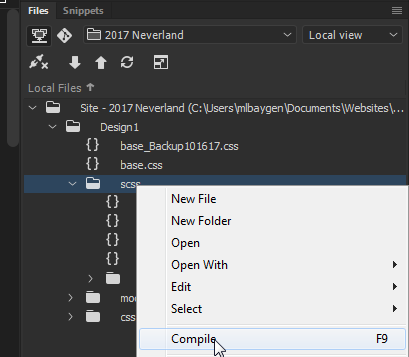 Files Snippets
2017 Neverland Local view
Local Files
Site - 2017 Neverland (C:\Users\mlbaygen\Documents\Websites\...
Design1
{} base_Backup101617.css
{} base.css
scss
{} New File
{} New Folder
{} Open
{} Open With
Edit
mo Select
css
Compile F9